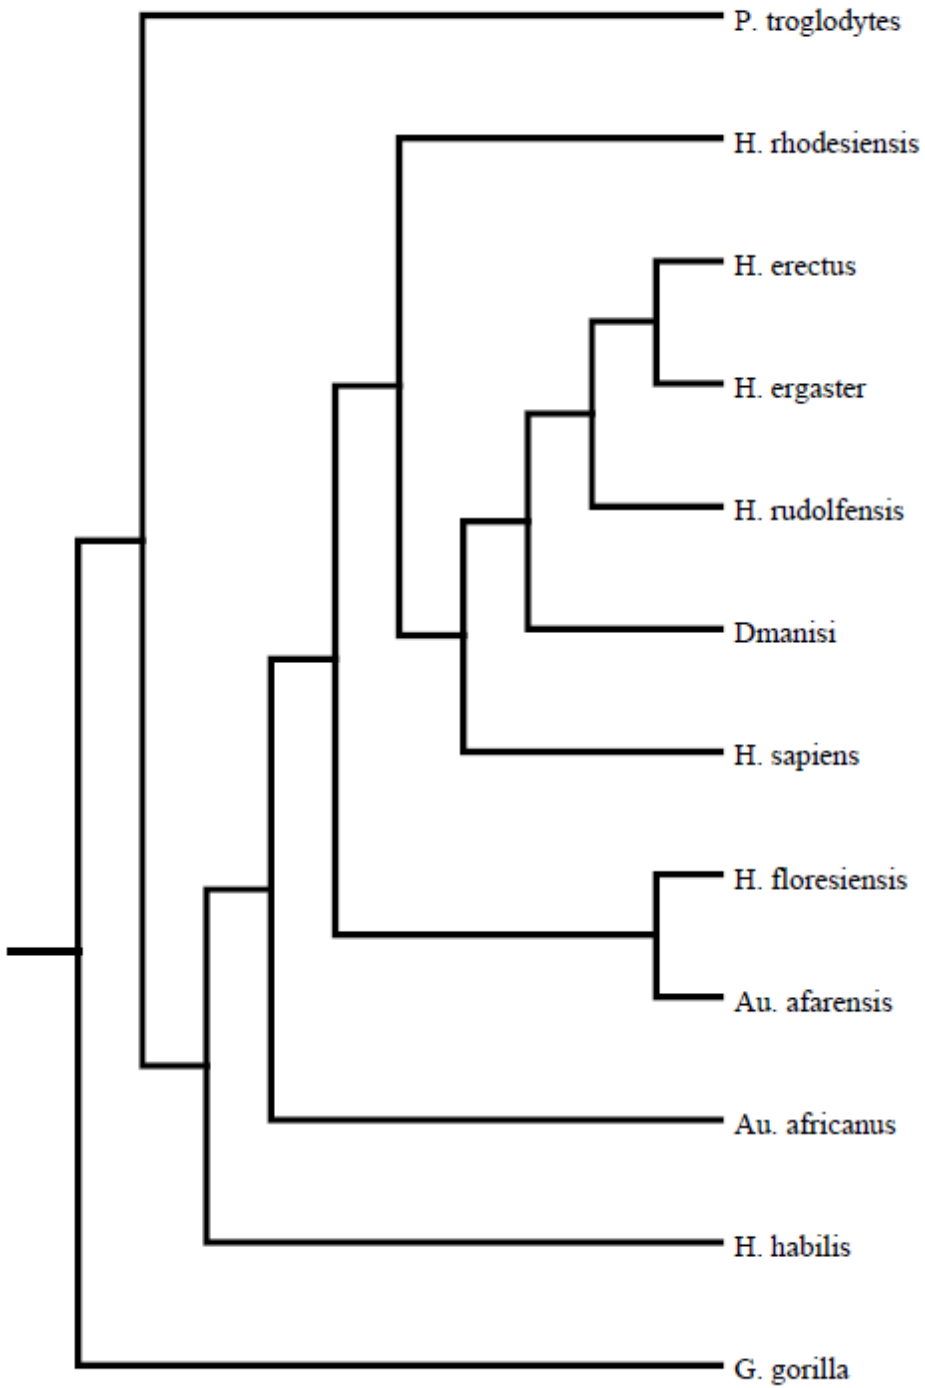 P. troglodytes
H. rhodesiensis
H. erectus
H. ergaster
H. rudolfensis
Dmanisi
H. sapiens
H. floresiensis
Au. afarensis
Au. africanus
H. habilis
G. gorilla